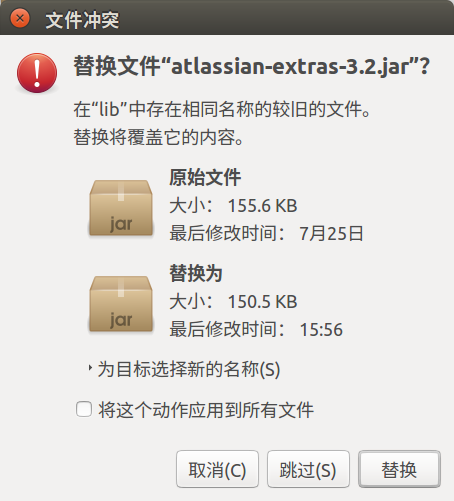 文件冲突
替换文件“atlassian-extras-3.2.jar”?
在“lib”中存在相同名称的较旧的文件。
替换将覆盖它的内容。
原始文件
jar
大小： 155.6 KB
最后修改时间： 7月25日
替换为
jar
大小： 150.5 KB
最后修改时间： 15:56
为目标选择新的名称(S)
将这个动作应用到所有文件
取消(C) 跳过(S) 替换